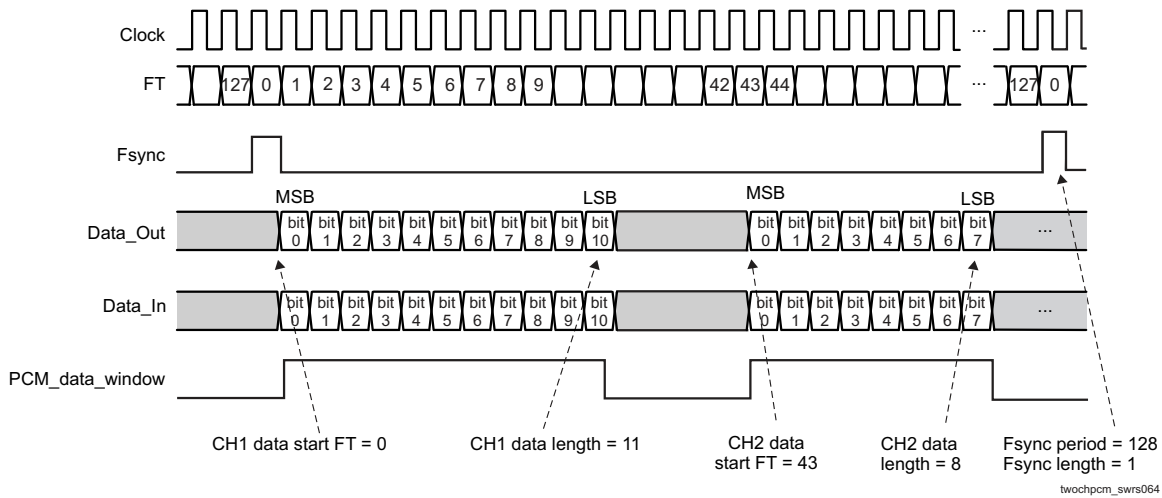 Clock
...
FT 127 0 1 2 3 4 5 6 7 8 9 42 43 44 ... 127 0
Fsync
MSB LSB MSB LSB
Data_Out bit 0 bit 1 bit 2 bit 3 bit 4 bit 5 bit 6 bit 7 bit 8 bit 9 bit 10 bit 0 bit 1 bit 2 bit 3 bit 4 bit 5 bit 6 bit 7 ...
Data_In bit 0 bit 1 bit 2 bit 3 bit 4 bit 5 bit 6 bit 7 bit 8 bit 9 bit 10 bit 0 bit 1 bit 2 bit 3 bit 4 bit 5 bit 6 bit 7 ...
PCM_data_window
CH1 data start FT = 0
CH1 data length = 11
CH2 data
start FT = 43
CH2 data
length = 8
Fsync period = 128
Fsync length = 1
twochpcm_swrs064